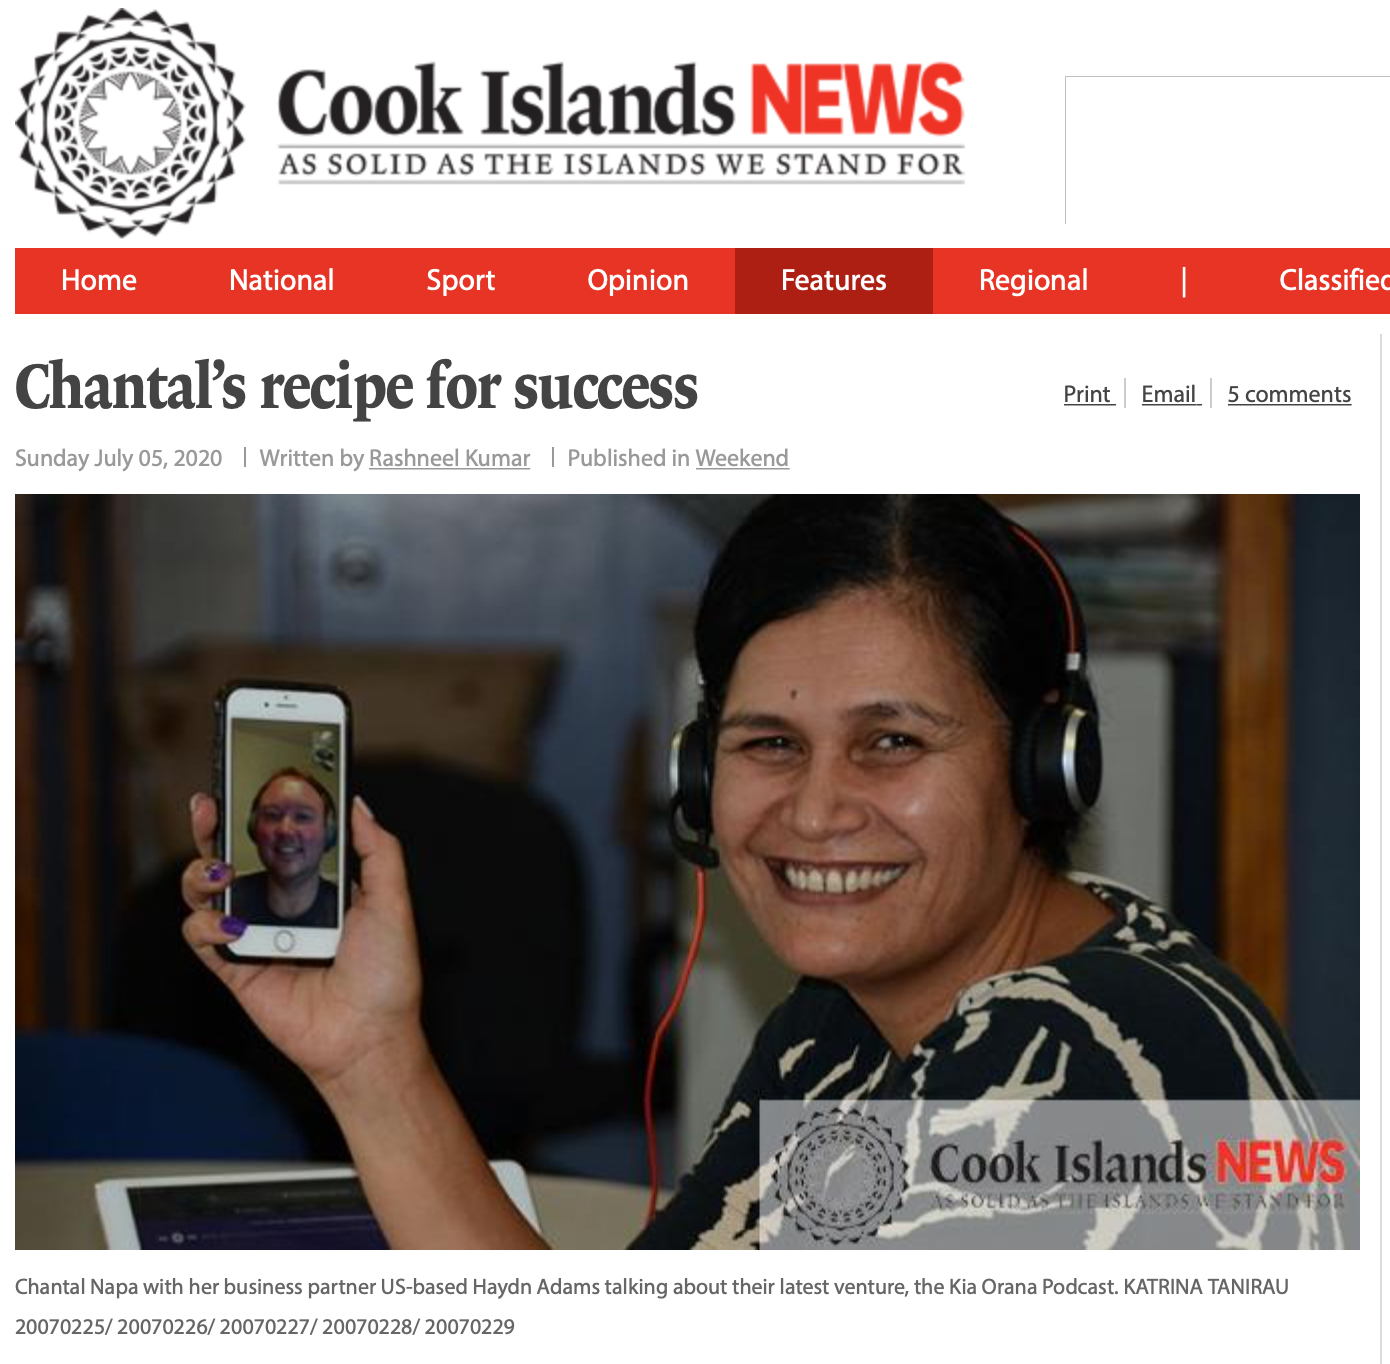 Cook Islands NEWS
AS SOLID AS THE ISLANDS WE STAND FOR
Home National Sport Opinion Features Regional | Classified
Chantal’s recipe for success
Print Email 5 comments
Sunday July 05, 2020 | Written by Rashneel Kumar | Published in Weekend
Cook Islands NEWS
AS SOLID AS THE ISLANDS WE STAND FOR
Chantal Napa with her business partner US-based Haydn Adams talking about their latest venture, the Kia Orana Podcast. KATRINA TANIRAU
20070225/ 20070226/ 20070227/ 20070228/ 20070229